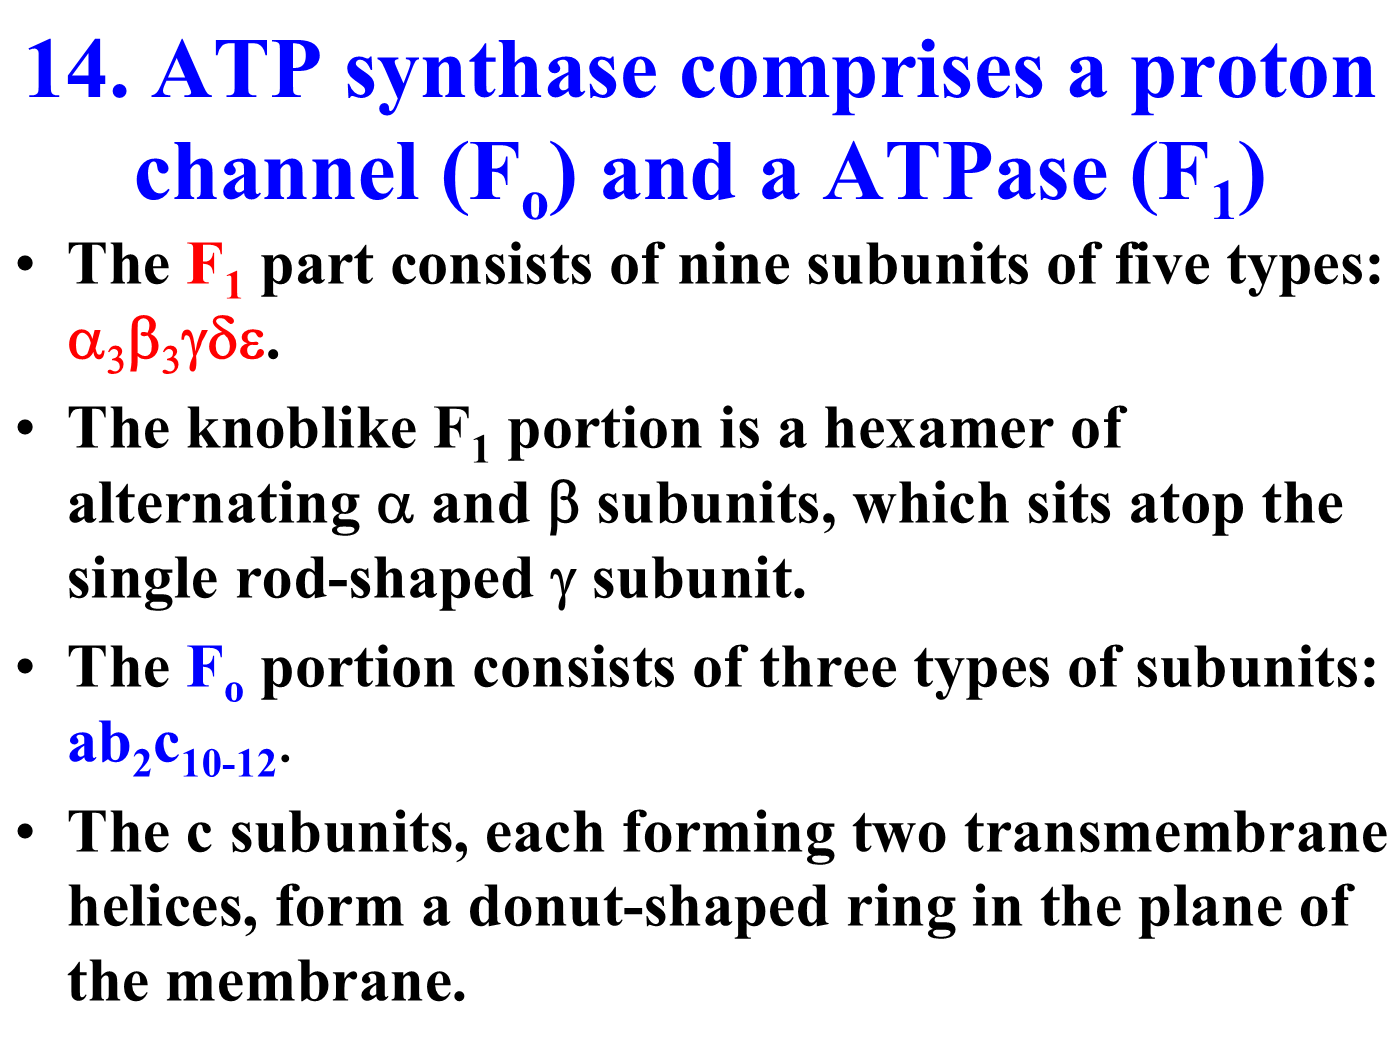 14. ATP synthase comprises a proton
channel (Fₒ) and a ATPase (F₁)
• The F₁ part consists of nine subunits of five types:
α₃β₃γδε.
• The knoblike F₁ portion is a hexamer of
alternating α and β subunits, which sits atop the
single rod-shaped γ subunit.
• The Fₒ portion consists of three types of subunits:
ab₂c₁₀₋₁₂.
• The c subunits, each forming two transmembrane
helices, form a donut-shaped ring in the plane of
the membrane.